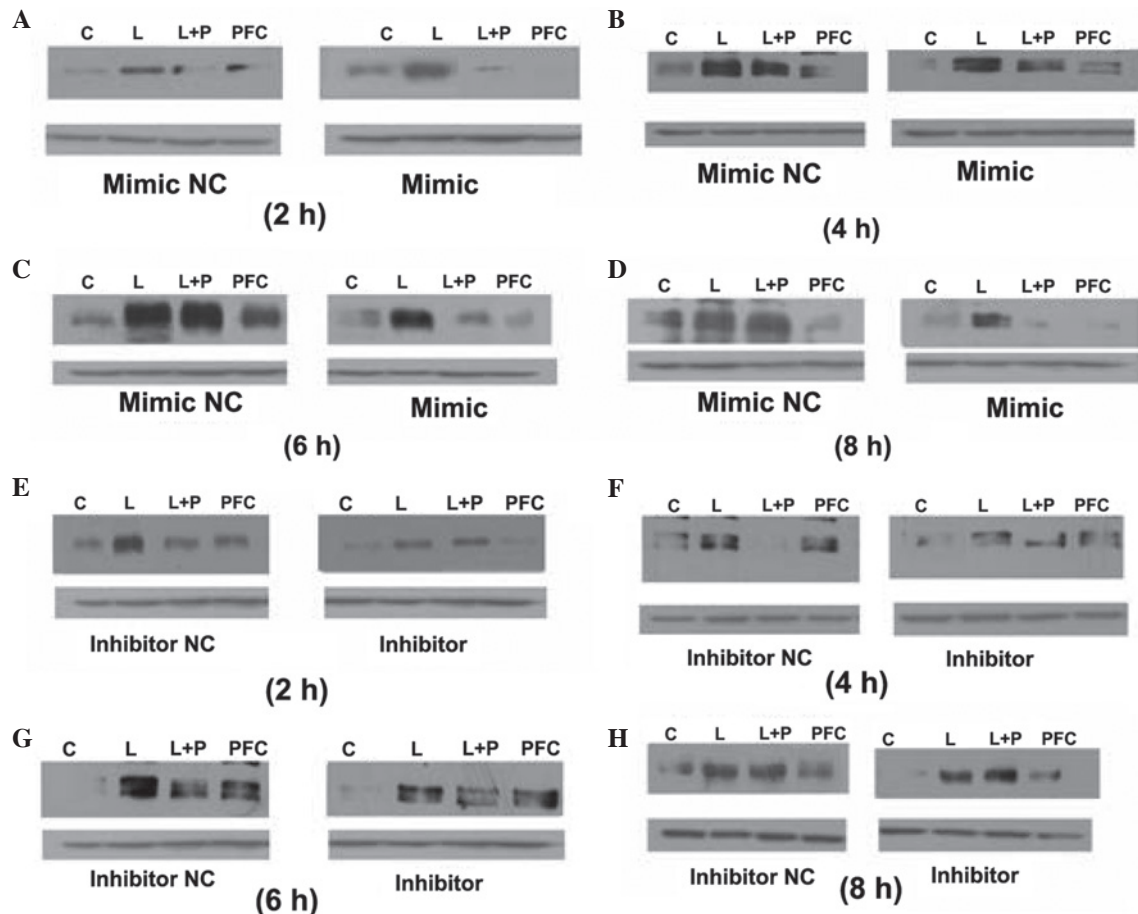 A
C L L+P PFC
C L L+P PFC
Mimic NC
Mimic
(2 h)
B
C L L+P PFC
C L L+P PFC
Mimic NC
Mimic
(4 h)
C
C L L+P PFC
C L L+P PFC
Mimic NC
Mimic
(6 h)
D
C L L+P PFC
C L L+P PFC
Mimic NC
Mimic
(8 h)
E
C L L+P PFC
C L L+P PFC
Inhibitor NC
Inhibitor
(2 h)
F
C L L+P PFC
C L L+P PFC
Inhibitor NC
Inhibitor
(4 h)
G
C L L+P PFC
C L L+P PFC
Inhibitor NC
Inhibitor
(6 h)
H
C L L+P PFC
L L+P PFC
Inhibitor NC
Inhibitor
(8 h)